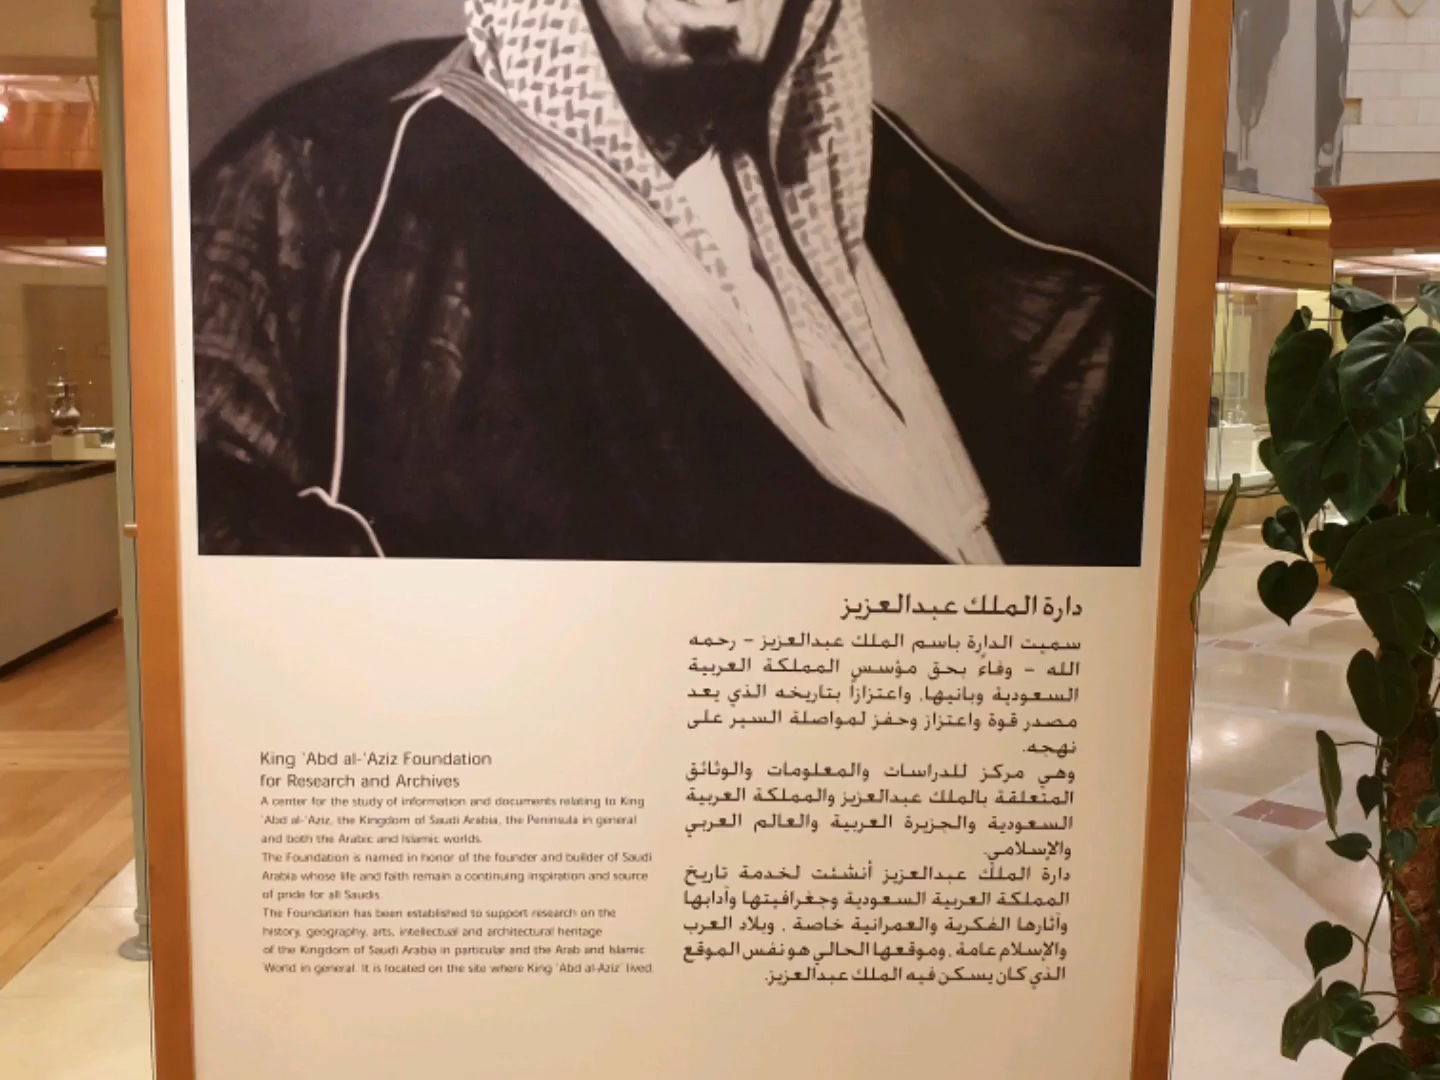 دارة الملك عبدالعزيز
سميت الدارة باسم الملك عبدالعزيز - رحمه
الله - وفاءً بحق مؤسس المملكة العربية
السعودية وبانيها، واعتزازاً بتاريخه الذي يعد
مصدر قوة واعتزاز وحفز لمواصلة السير على
نهجه.
وهي مركز للدراسات والمعلومات والوثائق
المتعلقة بالملك عبدالعزيز والمملكة العربية
السعودية والجزيرة العربية والعالم العربي
والإسلامي.
دارة الملك عبدالعزيز أنشئت لخدمة تاريخ
المملكة العربية السعودية وجغرافيتها وآدابها
وآثارها الفكرية والعمرانية خاصة ، وبلاد العرب
والإسلام عامة ، وموقعها الحالي هو نفس الموقع
الذي كان يسكن فيه الملك عبدالعزيز.
King 'Abd al-'Aziz Foundation
for Research and Archives
A center for the study of information and documents relating to King
'Abd al-'Aziz, the Kingdom of Saudi Arabia, the Peninsula in general
and both the Arabic and Islamic worlds.
The Foundation is named in honor of the founder and builder of Saudi
Arabia whose life and faith remain a continuing inspiration and source
of pride for all Saudis.
The Foundation has been established to support research on the
history, geography, arts, intellectual and architectural heritage
of the Kingdom of Saudi Arabia in particular and the Arab and Islamic
World in general. It is located on the site where King 'Abd al-Aziz' lived.